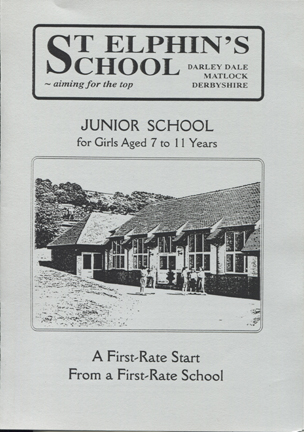 ST ELPHIN'S
SCHOOL
DARLEY DALE
MATLOCK
DERBYSHIRE
~ aiming for the top
JUNIOR SCHOOL
for Girls Aged 7 to 11 Years
A First-Rate Start
From a First-Rate School